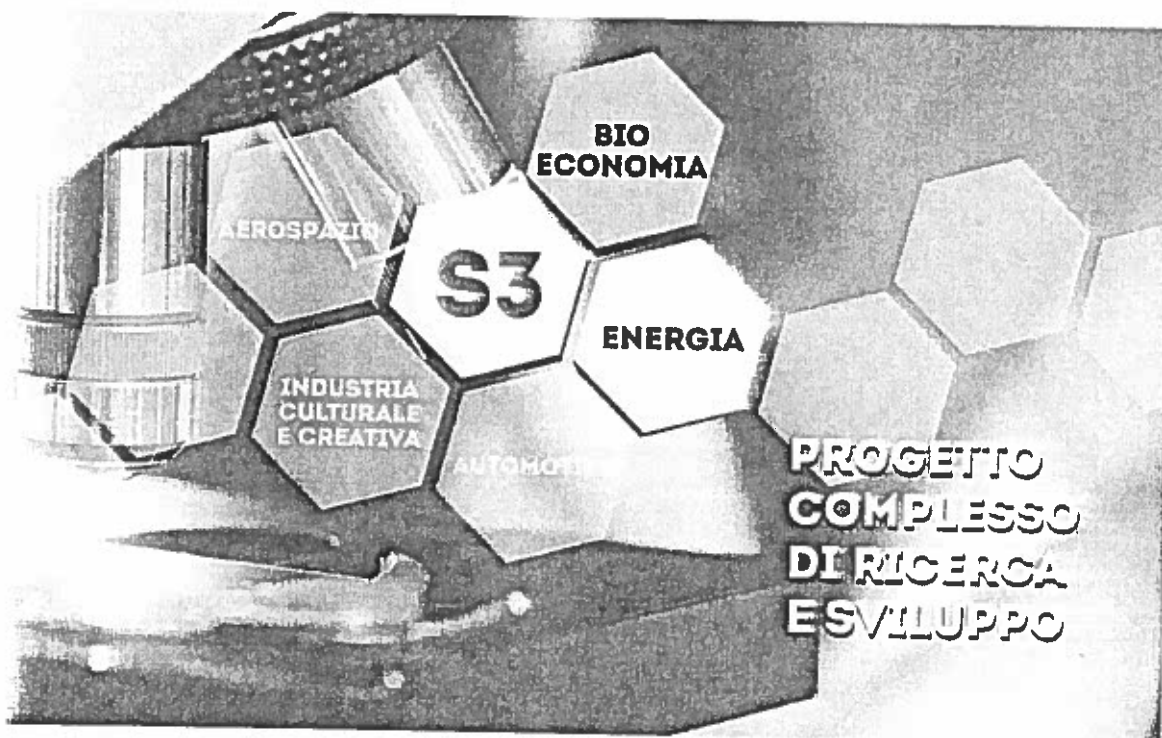 BIO
ECONOMIA
AEROSPAZIO
S3
ENERGIA
INDUSTRIA
CULTURALE
E CREATIVA
PROGETTO
COMPLESSO
DI RICERCA
E SVILUPPO